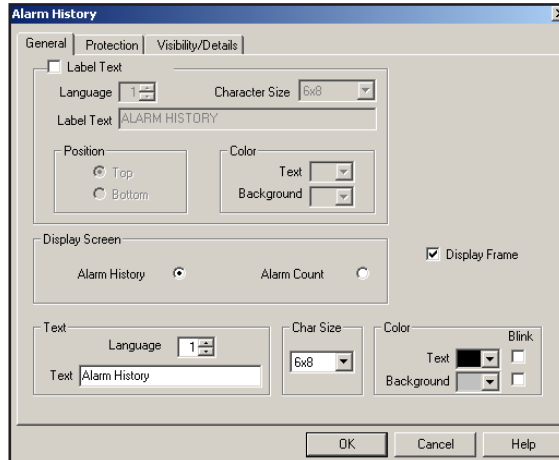 Alarm History
General Protection Visibility/Details
Label Text
Language 1 Character Size 6x8
Label Text ALARM HISTORY
Position Color
Top Text
Bottom Background
Display Screen
Display Frame
Alarm History Alarm Count
Text Char Size Color Blink
Language 1
6x8 Text
Text Alarm History Background
OK Cancel Help